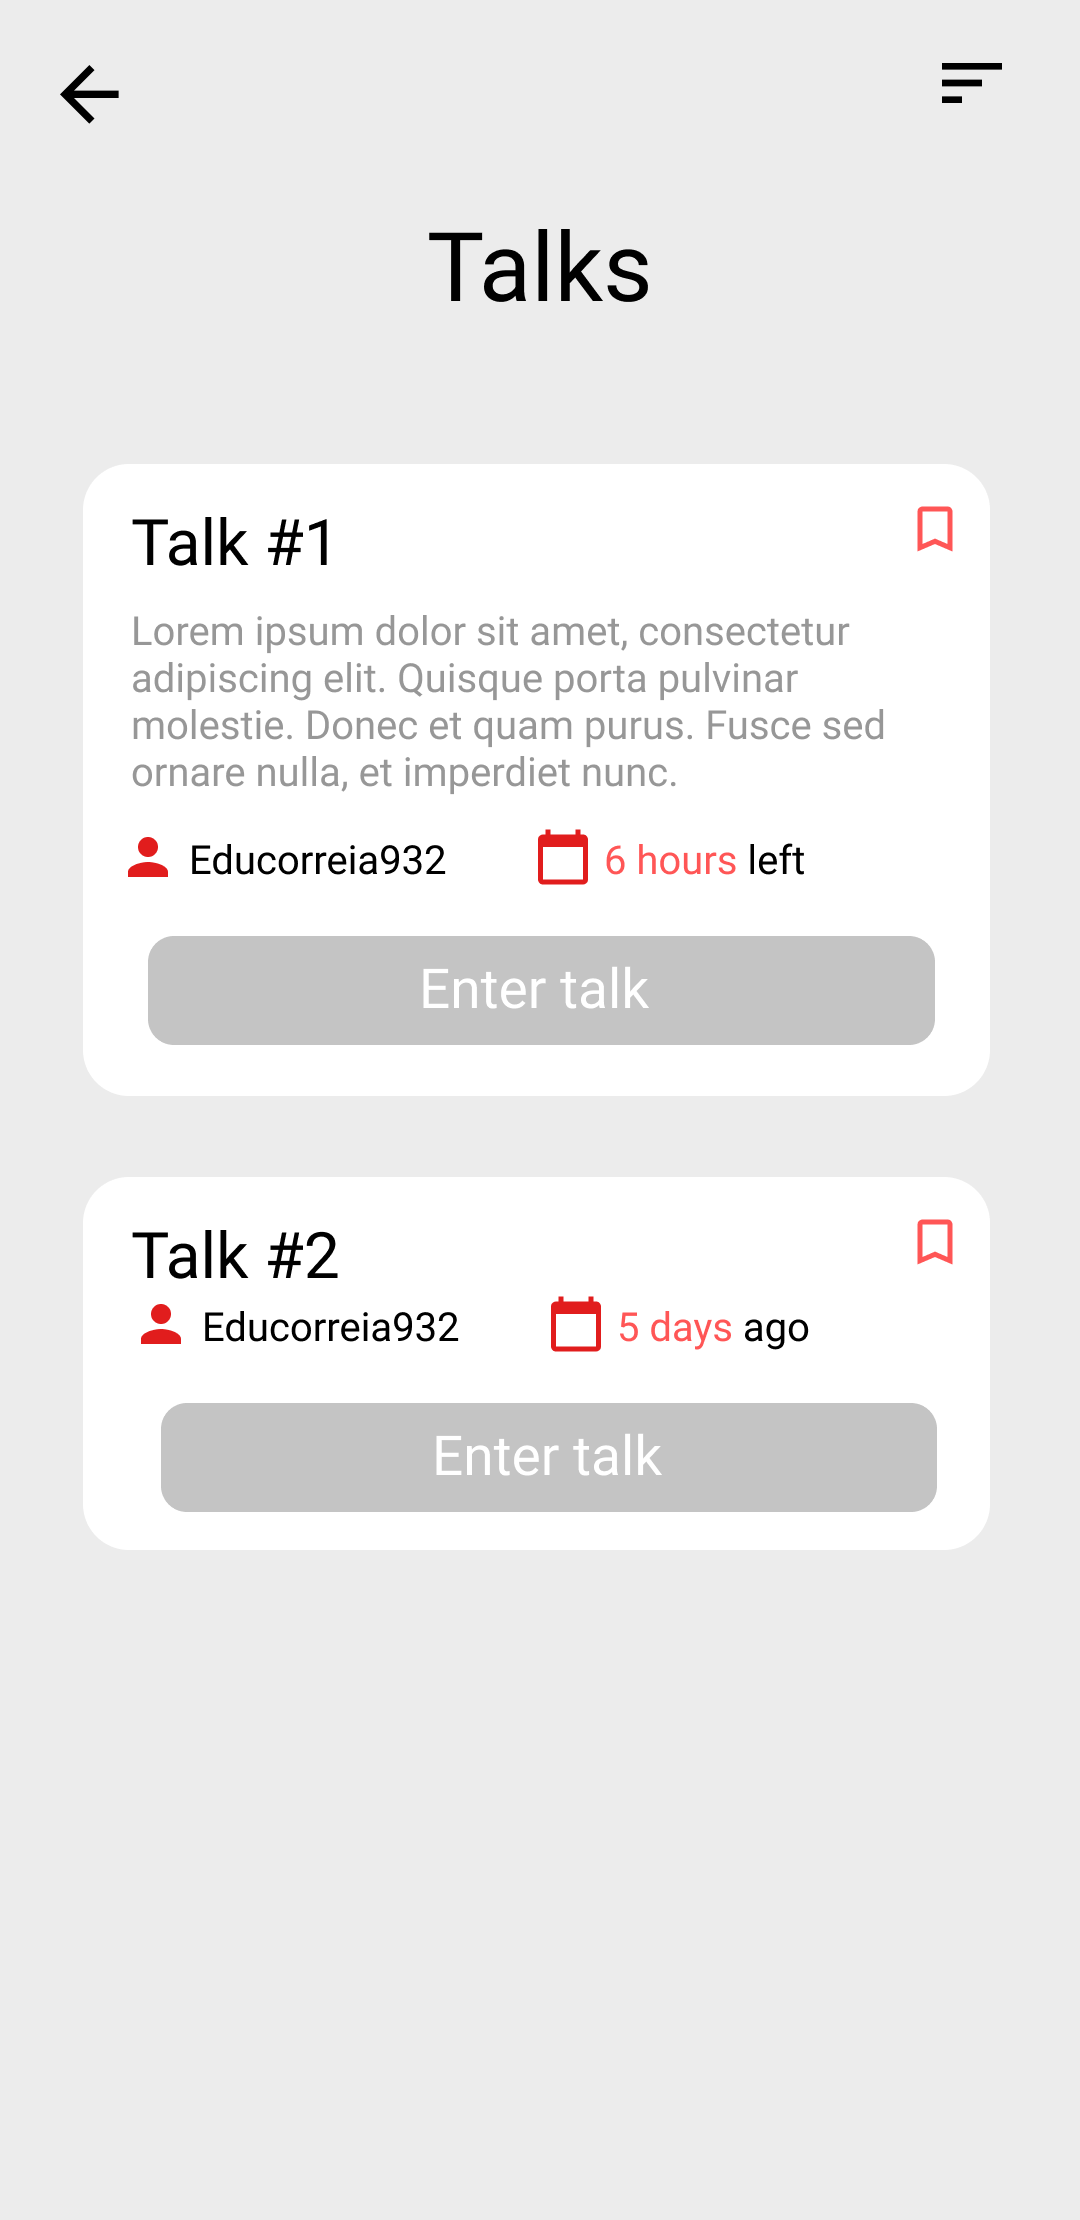 Talks
Talk #1
Lorem ipsum dolor sit amet, consectetur
adipiscing elit. Quisque porta pulvinar
molestie. Donec et quam purus. Fusce sed
ornare nulla, et imperdiet nunc.
Educorreia932 6 hours left
Enter talk
Talk #2
Educorreia932 5 days ago
Enter talk